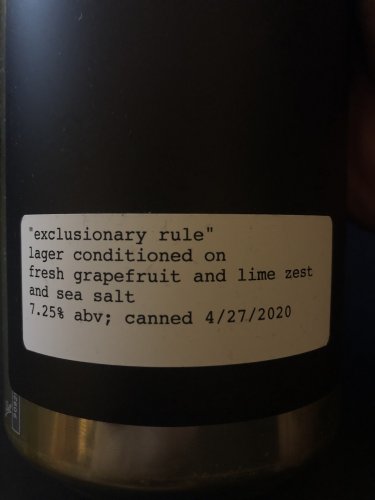 "exclusionary rule"
lager conditioned on
fresh grapefruit and lime zest
and sea salt
7.25% abv; canned 4/27/2020